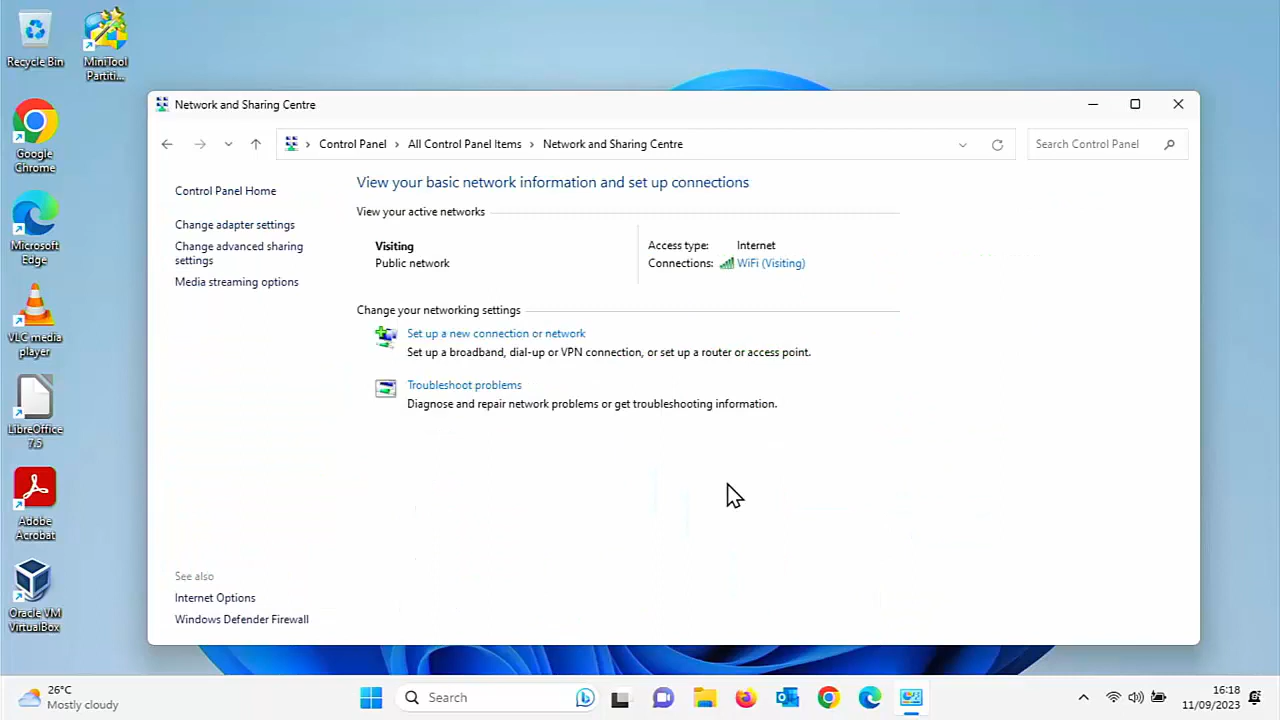 Recycle Bin
MiniTool
Partiti...
Google
Chrome
Microsoft
Edge
VLC media
player
LibreOffice
7.5
Adobe
Acrobat
Oracle VM
VirtualBox
Network and Sharing Centre
Control Panel › All Control Panel Items › Network and Sharing Centre
Search Control Panel
Control Panel Home
Change adapter settings
Change advanced sharing
settings
Media streaming options
See also
Internet Options
Windows Defender Firewall
View your basic network information and set up connections
View your active networks
Visiting
Public network
Access type: Internet
Connections: WiFi (Visiting)
Change your networking settings
Set up a new connection or network
Set up a broadband, dial-up or VPN connection, or set up a router or access point.
Troubleshoot problems
Diagnose and repair network problems or get troubleshooting information.
26°C
Mostly cloudy
Search
16:18
11/09/2023